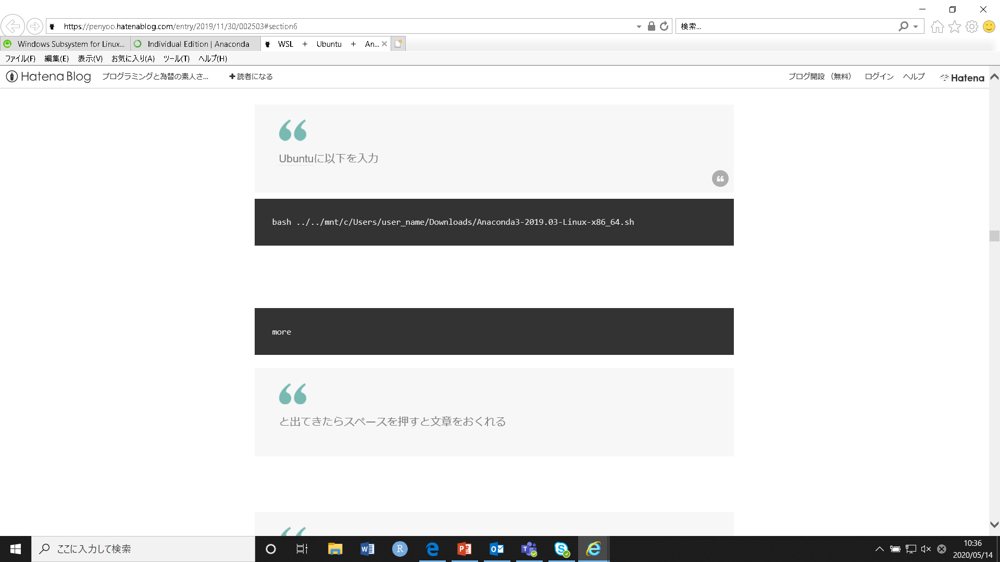 https://penyoo.hatenablog.com/entry/2019/11/30/002503#section6
検索...
Windows Subsystem for Linux...
Individual Edition | Anaconda
WSL + Ubuntu + An...
ファイル(F) 編集(E) 表示(V) お気に入り(A) ツール(T) ヘルプ(H)
Hatena Blog プログラミングと為替の素人さ... +読者になる ブログ開設（無料） ログイン ヘルプ Hatena
Ubuntuに以下を入力
bash ../../mnt/c/Users/user_name/Downloads/Anaconda3-2019.03-Linux-x86_64.sh
more
と出てきたらスペースを押すと文章をおくれる
ここに入力して検索
10:36
2020/05/14